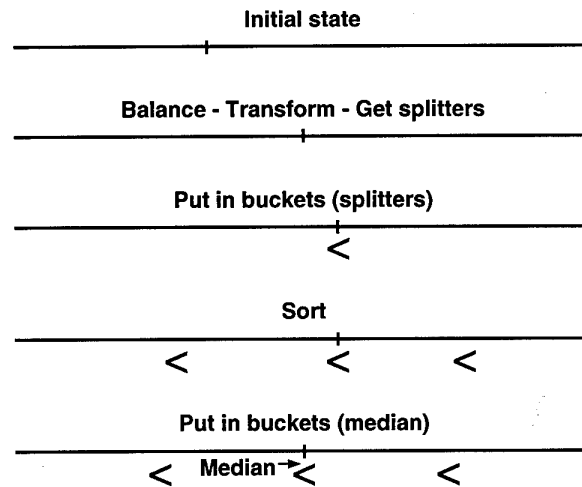 Initial state
Balance - Transform - Get splitters
Put in buckets (splitters)
<
Sort
< < <
Put in buckets (median)
< Median < <